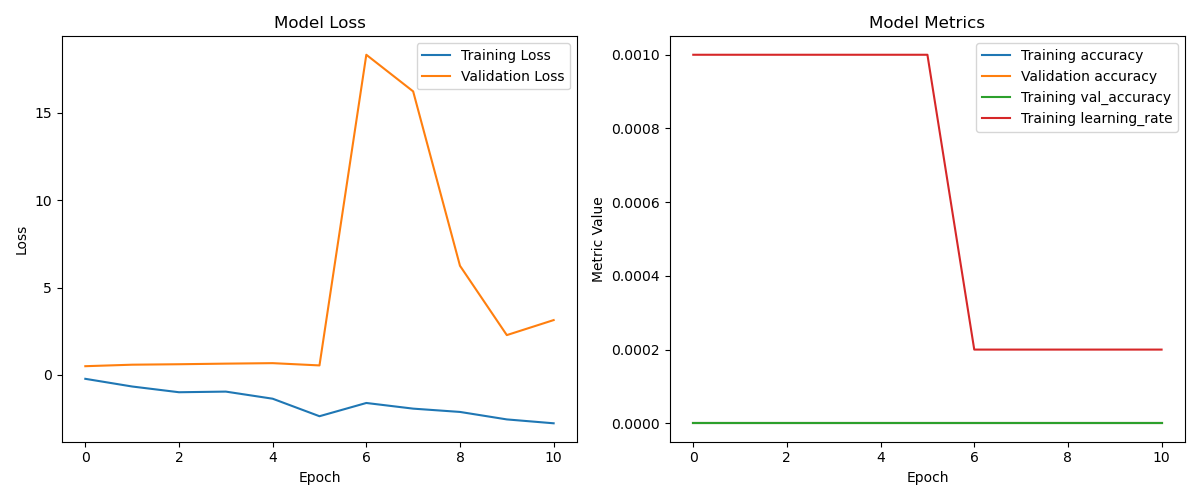 Model Loss
Training Loss
Validation Loss
15
10
5
0
Loss
0 2 4 6 8 10
Epoch
Model Metrics
Training accuracy
Validation accuracy
Training val_accuracy
Training learning_rate
0.0010
0.0008
0.0006
0.0004
0.0002
0.0000
Metric Value
0 2 4 6 8 10
Epoch